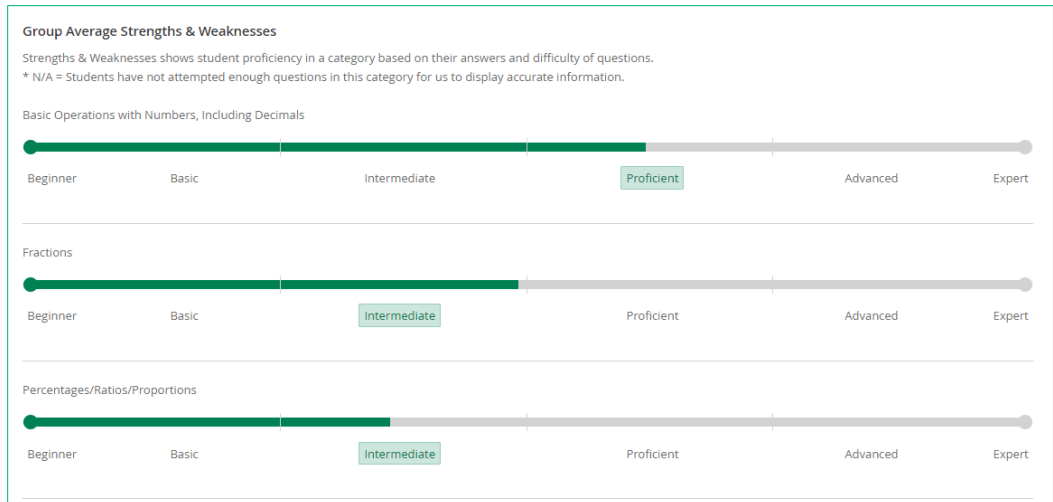 Group Average Strengths & Weaknesses
Strengths & Weaknesses shows student proficiency in a category based on their answers and difficulty of questions.
* N/A = Students have not attempted enough questions in this category for us to display accurate information.
Basic Operations with Numbers, Including Decimals
Beginner Basic Intermediate Proficient Advanced Expert
Fractions
Beginner Basic Intermediate Proficient Advanced Expert
Percentages/Ratios/Proportions
Beginner Basic Intermediate Proficient Advanced Expert